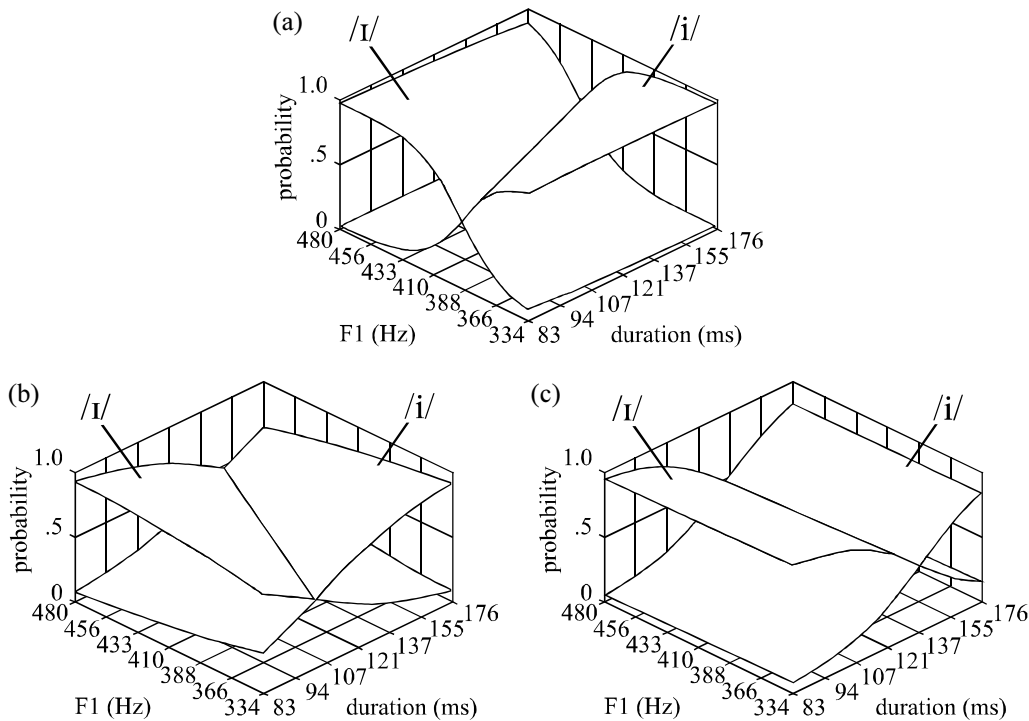 (a)
/ɪ/
/i/
1.0
.5
0
probability
480
456
433
410
388
366
334
F1 (Hz)
83
94
107
121
137
155
176
duration (ms)
(b)
/ɪ/
/i/
1.0
.5
0
probability
480
456
433
410
388
366
334
F1 (Hz)
83
94
107
121
137
155
176
duration (ms)
(c)
/ɪ/
/i/
1.0
.5
0
probability
480
456
433
410
388
366
334
F1 (Hz)
83
94
107
121
137
155
176
duration (ms)